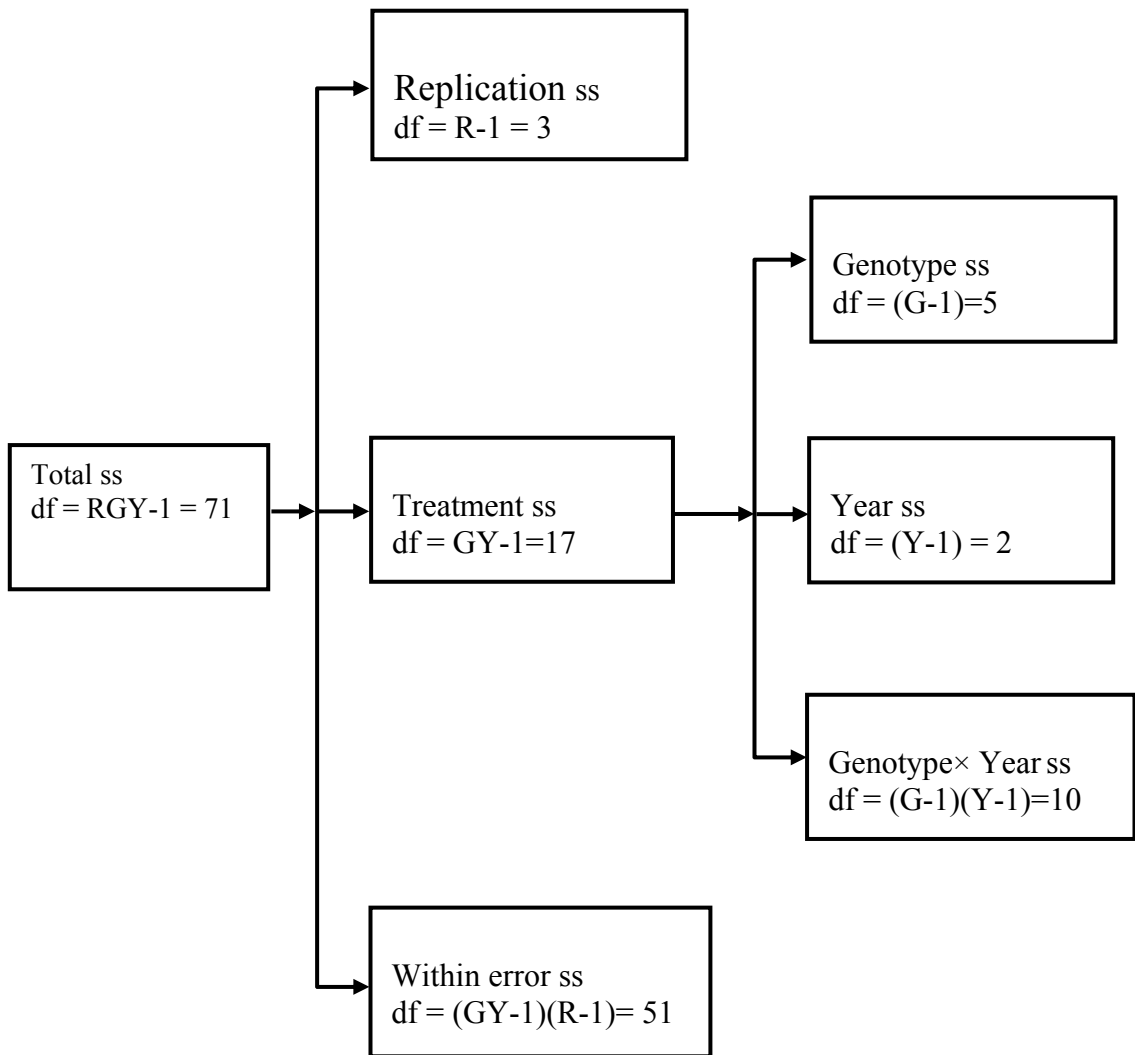 Replication ss
df = R-1 = 3
Genotype ss
df = (G-1)=5
Total ss
df = RGY-1 = 71
Treatment ss
df = GY-1=17
Year ss
df = (Y-1) = 2
Genotype× Year ss
df = (G-1)(Y-1)=10
Within error ss
df = (GY-1)(R-1)= 51